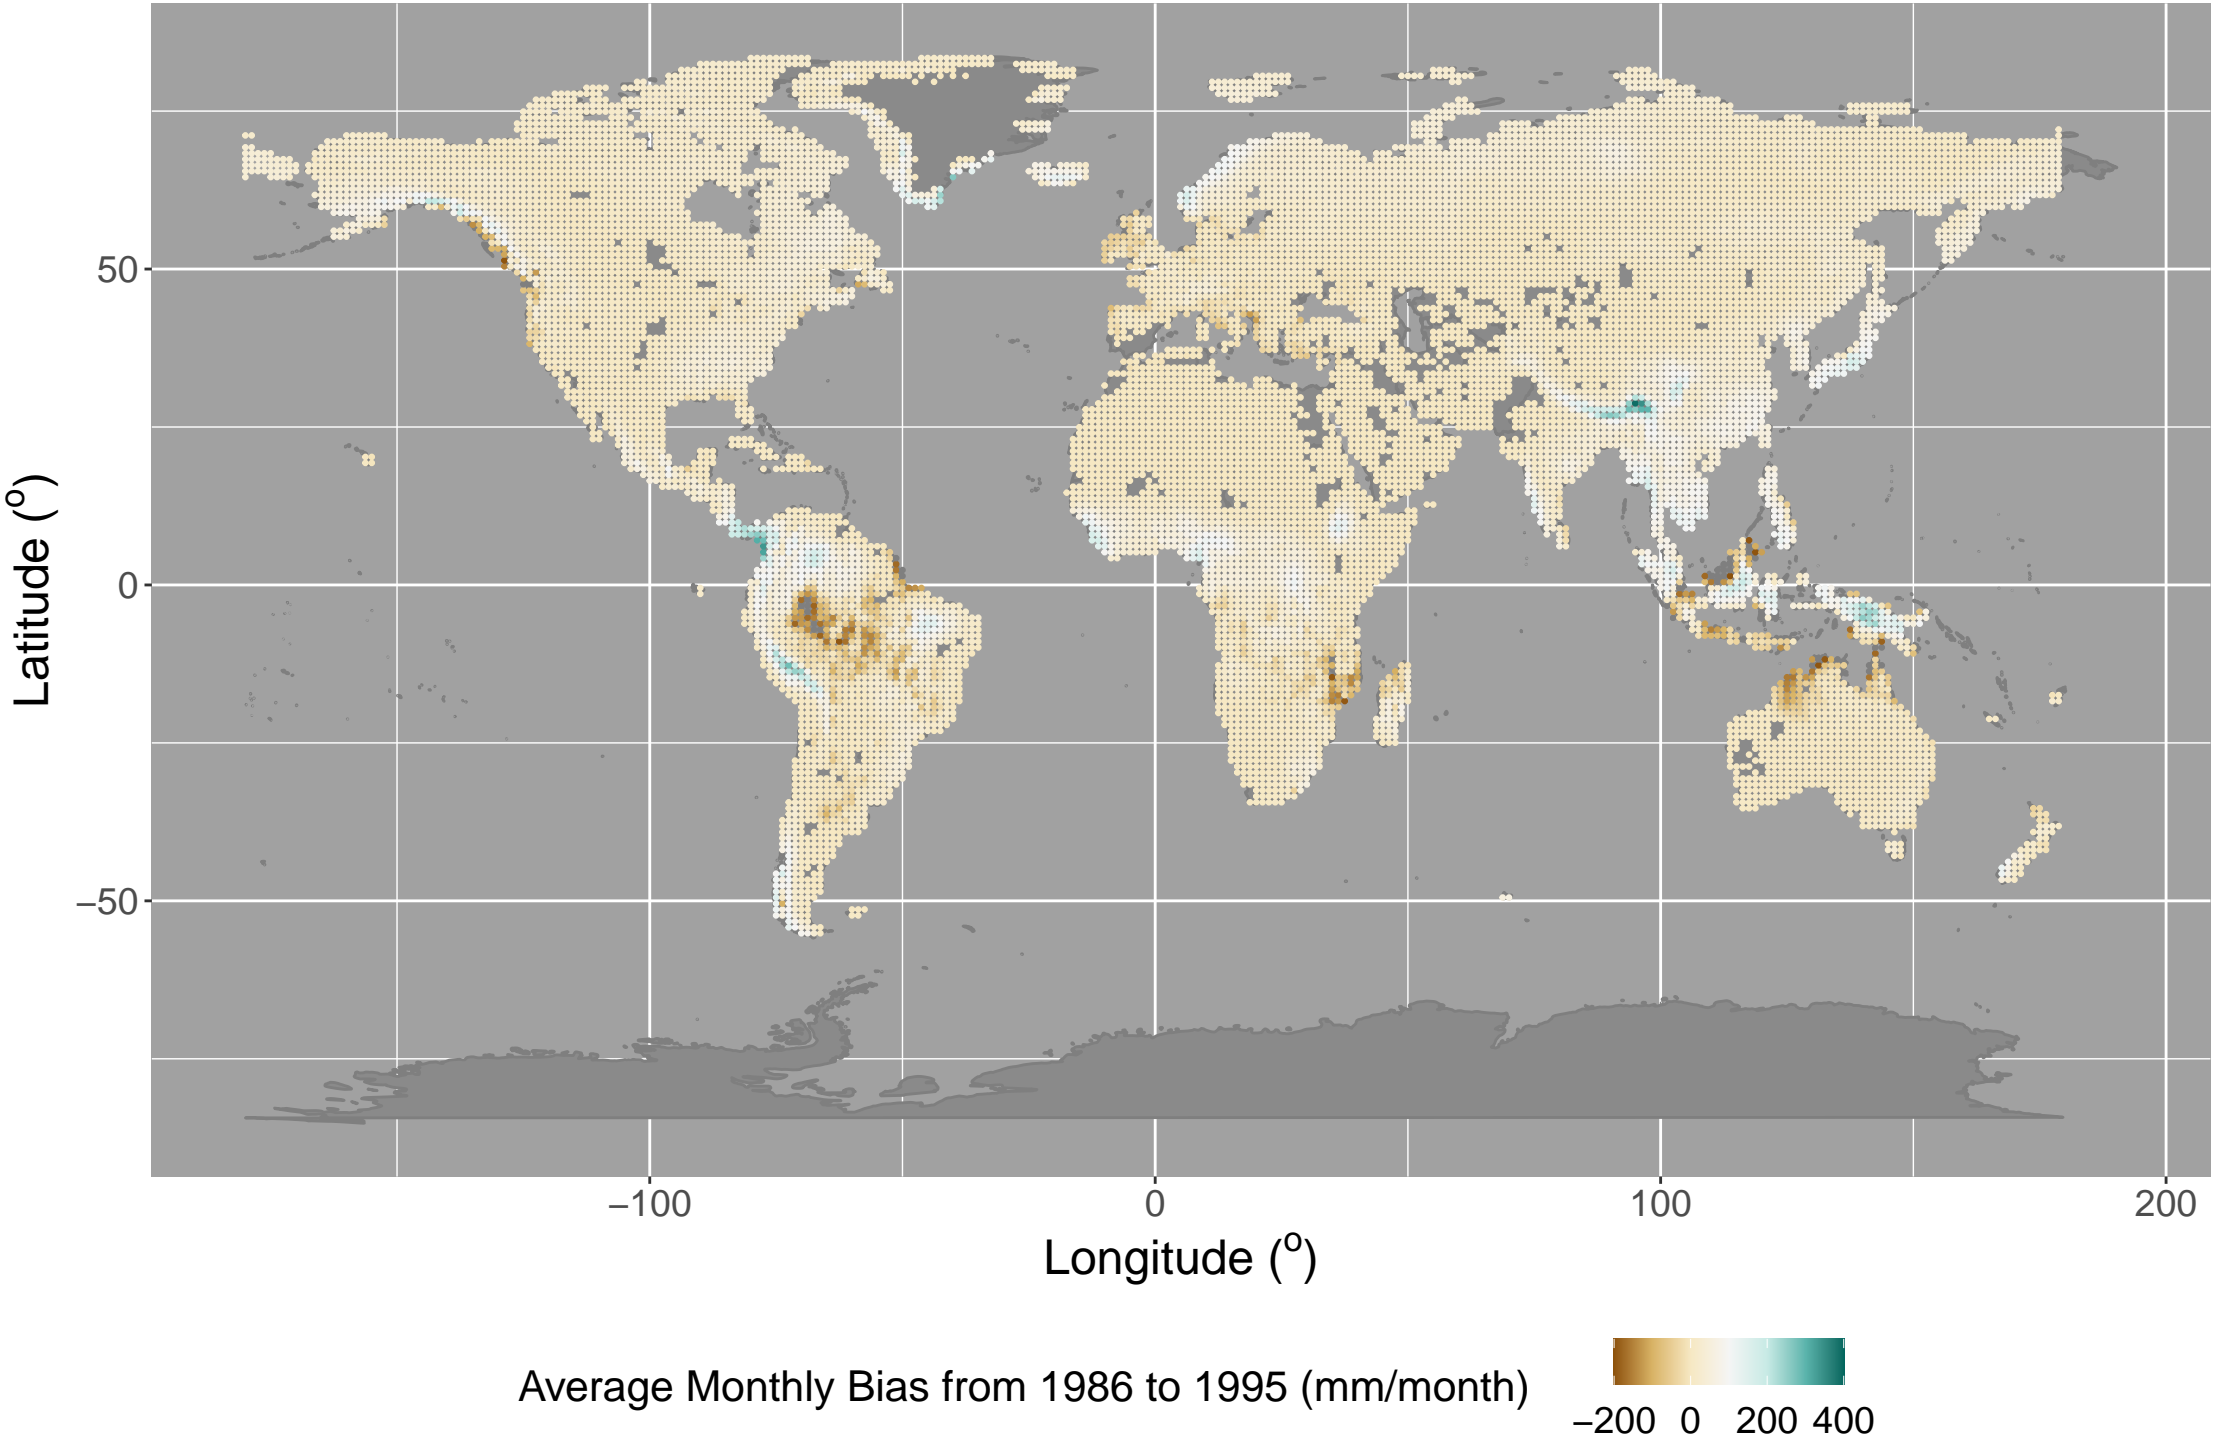 Latitude (°)
50
0
−50
−100 0 100 200
Longitude (°)
Average Monthly Bias from 1986 to 1995 (mm/month)
−200 0 200 400